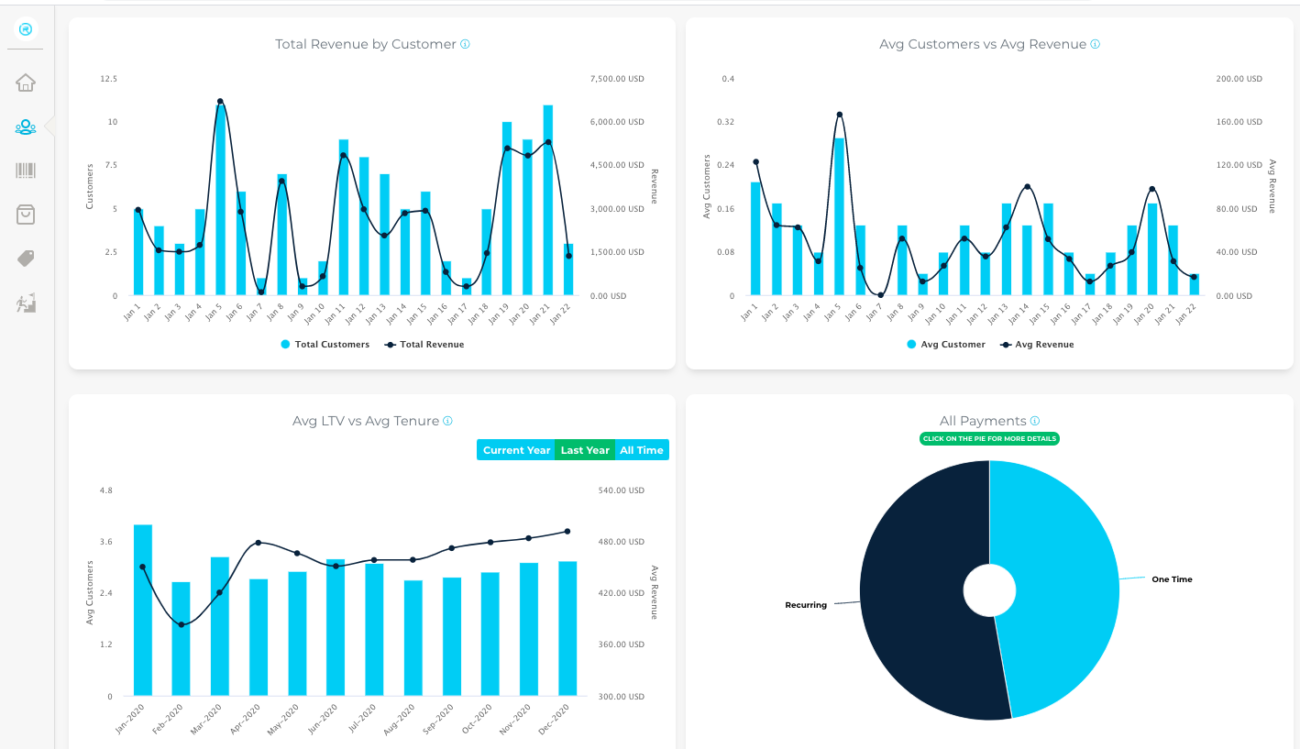 Total Revenue by Customer
12.5
10
7.5
5
2.5
0
Customers
7,500.00 USD
6,000.00 USD
4,500.00 USD
3,000.00 USD
1,500.00 USD
0.00 USD
Revenue
Jan 1 Jan 2 Jan 3 Jan 4 Jan 5 Jan 6 Jan 7 Jan 8 Jan 9 Jan 10 Jan 11 Jan 12 Jan 13 Jan 14 Jan 15 Jan 16 Jan 17 Jan 18 Jan 19 Jan 20 Jan 21 Jan 22
Total Customers Total Revenue
Avg Customers vs Avg Revenue
0.4
0.32
0.24
0.16
0.08
0
Avg Customers
200.00 USD
160.00 USD
120.00 USD
80.00 USD
40.00 USD
0.00 USD
Avg Revenue
Jan 1 Jan 2 Jan 3 Jan 4 Jan 5 Jan 6 Jan 7 Jan 8 Jan 9 Jan 10 Jan 11 Jan 12 Jan 13 Jan 14 Jan 15 Jan 16 Jan 17 Jan 18 Jan 19 Jan 20 Jan 21 Jan 22
Avg Customer Avg Revenue
Avg LTV vs Avg Tenure
Current Year Last Year All Time
4.8
3.6
2.4
1.2
0
Avg Customers
540.00 USD
480.00 USD
420.00 USD
360.00 USD
300.00 USD
Avg Revenue
Jan-2020 Feb-2020 Mar-2020 Apr-2020 May-2020 Jun-2020 Jul-2020 Aug-2020 Sep-2020 Oct-2020 Nov-2020 Dec-2020
All Payments
CLICK ON THE PIE FOR MORE DETAILS
One Time
Recurring